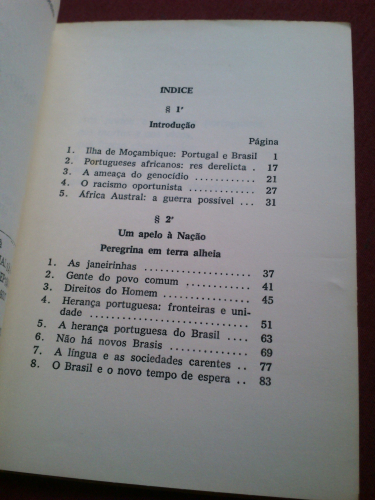 INDICE
§ 1º
Introdução
Página
1. Ilha de Moçambique: Portugal e Brasil 1
2. Portugueses africanos: res derelicta . 17
3. A ameaça do genocídio . . . . . . . . . . . . 21
4. O racismo oportunista . . . . . . . . . . . . 27
5. África Austral: a guerra possível . . . . 31
§ 2º
Um apelo à Nação
Peregrina em terra alheia
1. As janeirinhas . . . . . . . . . . . . . . . . . . 37
2. Gente do povo comum . . . . . . . . . . . . 41
3. Direitos do Homem . . . . . . . . . . . . . . 45
4. Herança portuguesa: fronteiras e uni-
dade . . . . . . . . . . . . . . . . . . . . . . . . . 51
5. A herança portuguesa do Brasil . . . . 63
6. Não há novos Brasis . . . . . . . . . . . . . 69
7. A língua e as sociedades carentes . . 77
8. O Brasil e o novo tempo de espera . . 83